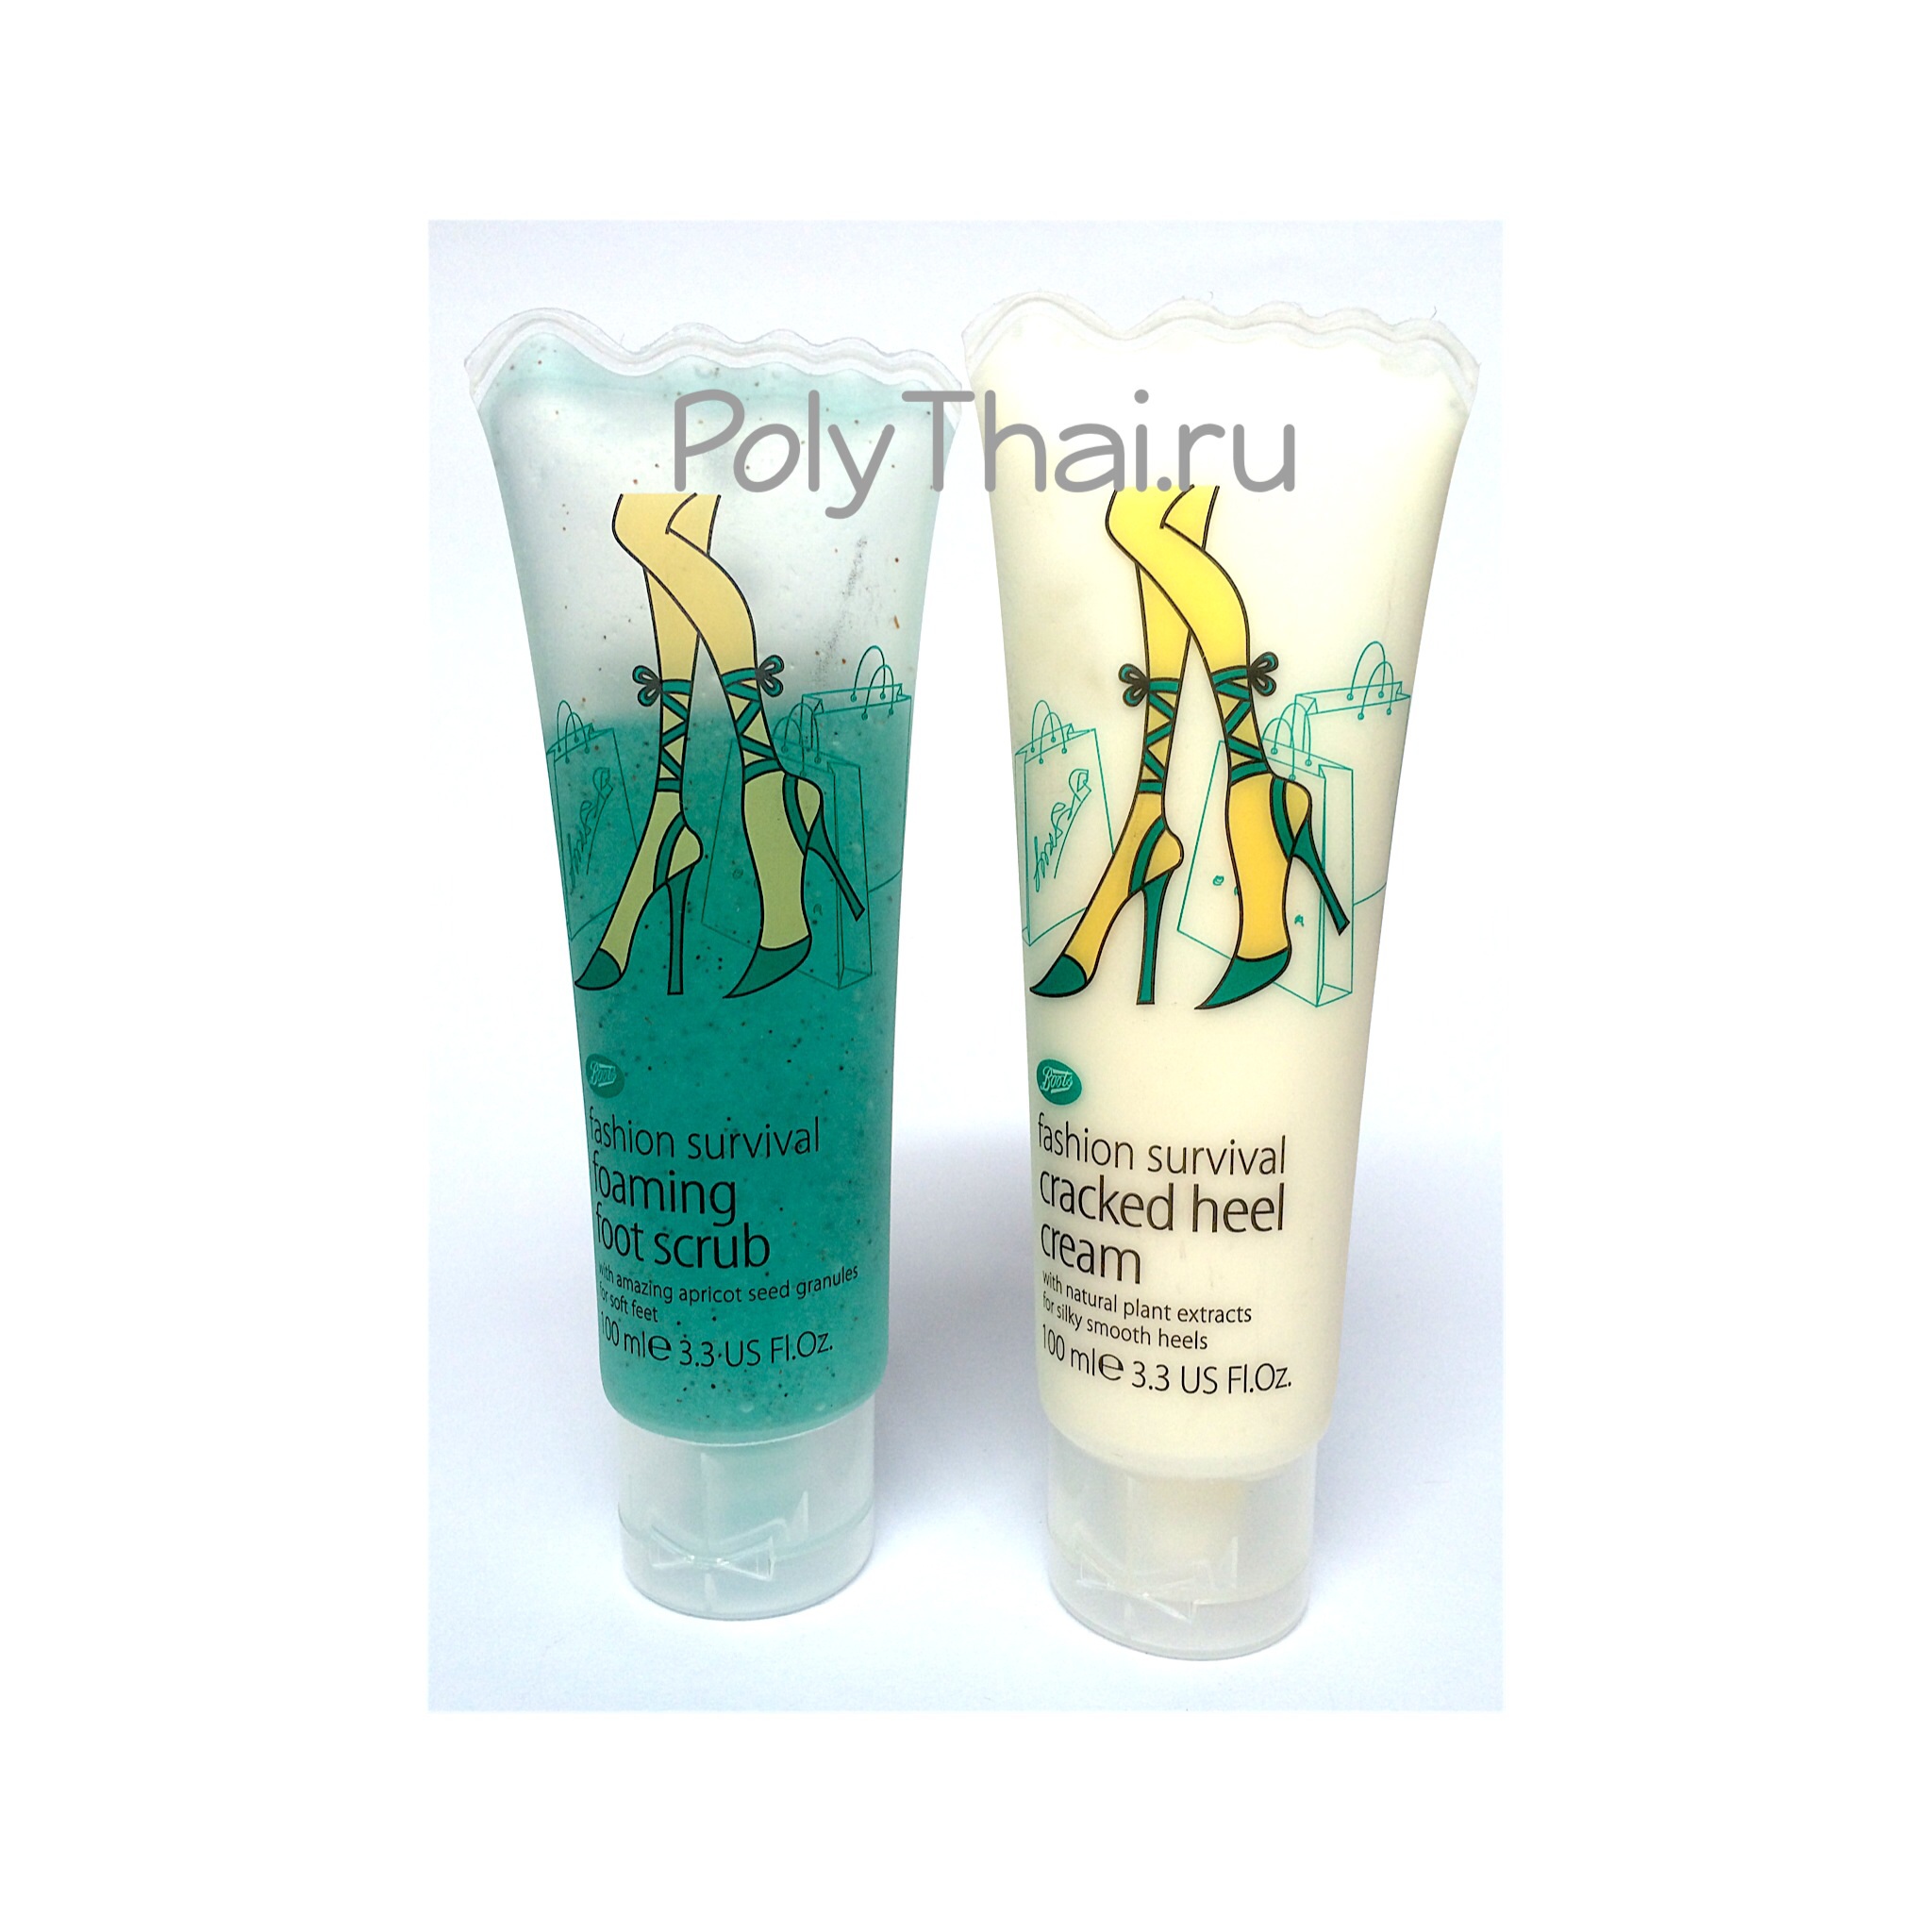 PolyThai.ru
Boots
fashion survival
foaming
foot scrub
with amazing apricot seed granules
for soft feet
100 ml e 3.3 US Fl.Oz.
Boots
fashion survival
cracked heel
cream
with natural plant extracts
for silky smooth heels
100 ml e 3.3 US Fl.Oz.